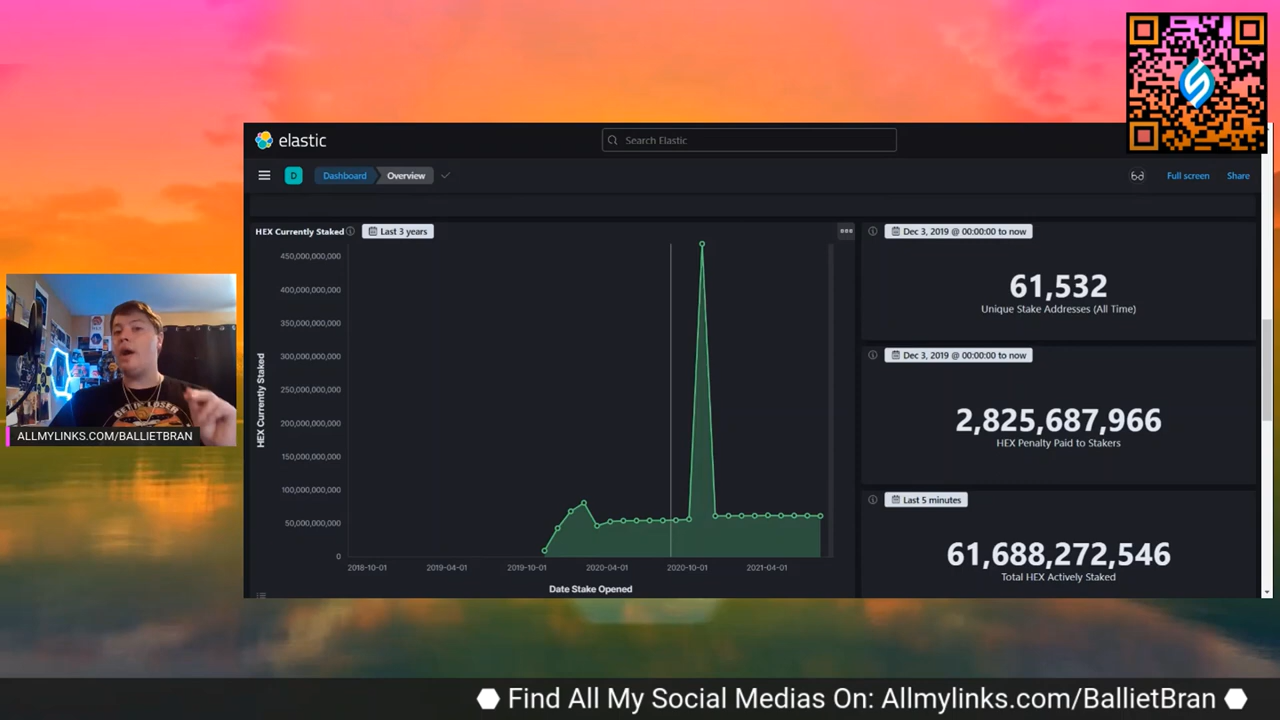 elastic
Search Elastic
D
Dashboard
Overview
Full screen
Share
HEX Currently Staked
Last 3 years
HEX Currently Staked
450,000,000,000
400,000,000,000
350,000,000,000
300,000,000,000
250,000,000,000
200,000,000,000
150,000,000,000
100,000,000,000
50,000,000,000
0
2018-10-01
2019-04-01
2019-10-01
2020-04-01
2020-10-01
2021-04-01
Date Stake Opened
Dec 3, 2019 @ 00:00:00 to now
61,532
Unique Stake Addresses (All Time)
Dec 3, 2019 @ 00:00:00 to now
2,825,687,966
HEX Penalty Paid to Stakers
Last 5 minutes
61,688,272,546
Total HEX Actively Staked
ALLMYLINKS.COM/BALLIETBRAN
Find All My Social Medias On: Allmylinks.com/BallietBran